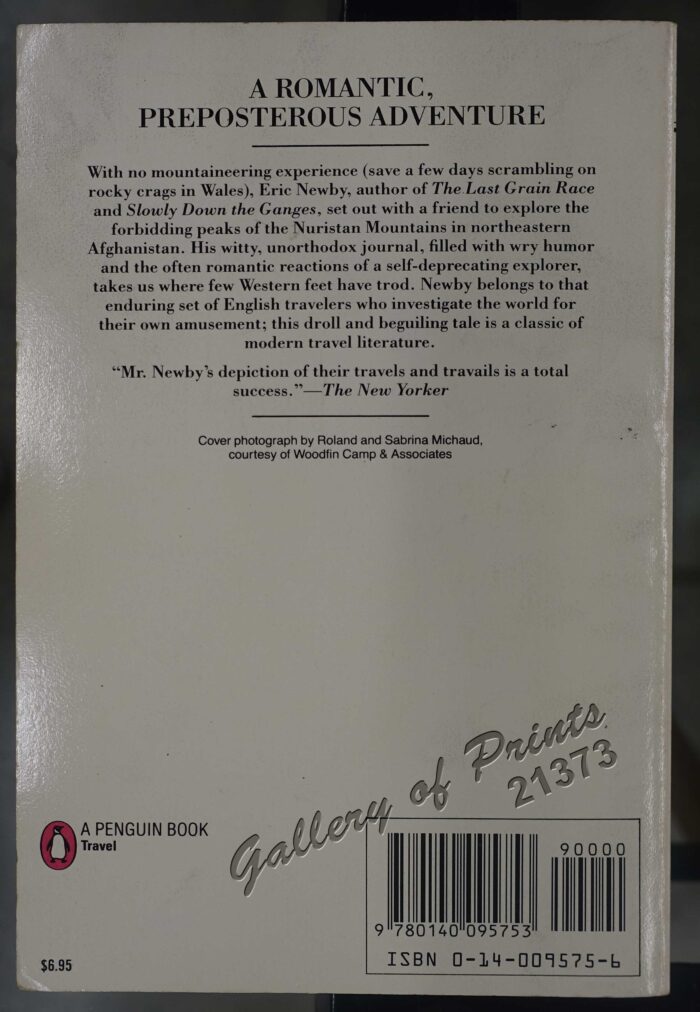 A ROMANTIC,
PREPOSTEROUS ADVENTURE
With no mountaineering experience (save a few days scrambling on
rocky crags in Wales), Eric Newby, author of The Last Grain Race
and Slowly Down the Ganges, set out with a friend to explore the
forbidding peaks of the Nuristan Mountains in northeastern
Afghanistan. His witty, unorthodox journal, filled with wry humor
and the often romantic reactions of a self-deprecating explorer,
takes us where few Western feet have trod. Newby belongs to that
enduring set of English travelers who investigate the world for
their own amusement; this droll and beguiling tale is a classic of
modern travel literature.
“Mr. Newby’s depiction of their travels and travails is a total
success.”—The New Yorker
Cover photograph by Roland and Sabrina Michaud,
courtesy of Woodfin Camp & Associates
Gallery of Prints
21373
A PENGUIN BOOK
Travel
90000
9 780140 095753
ISBN 0-14-009575-6
$6.95